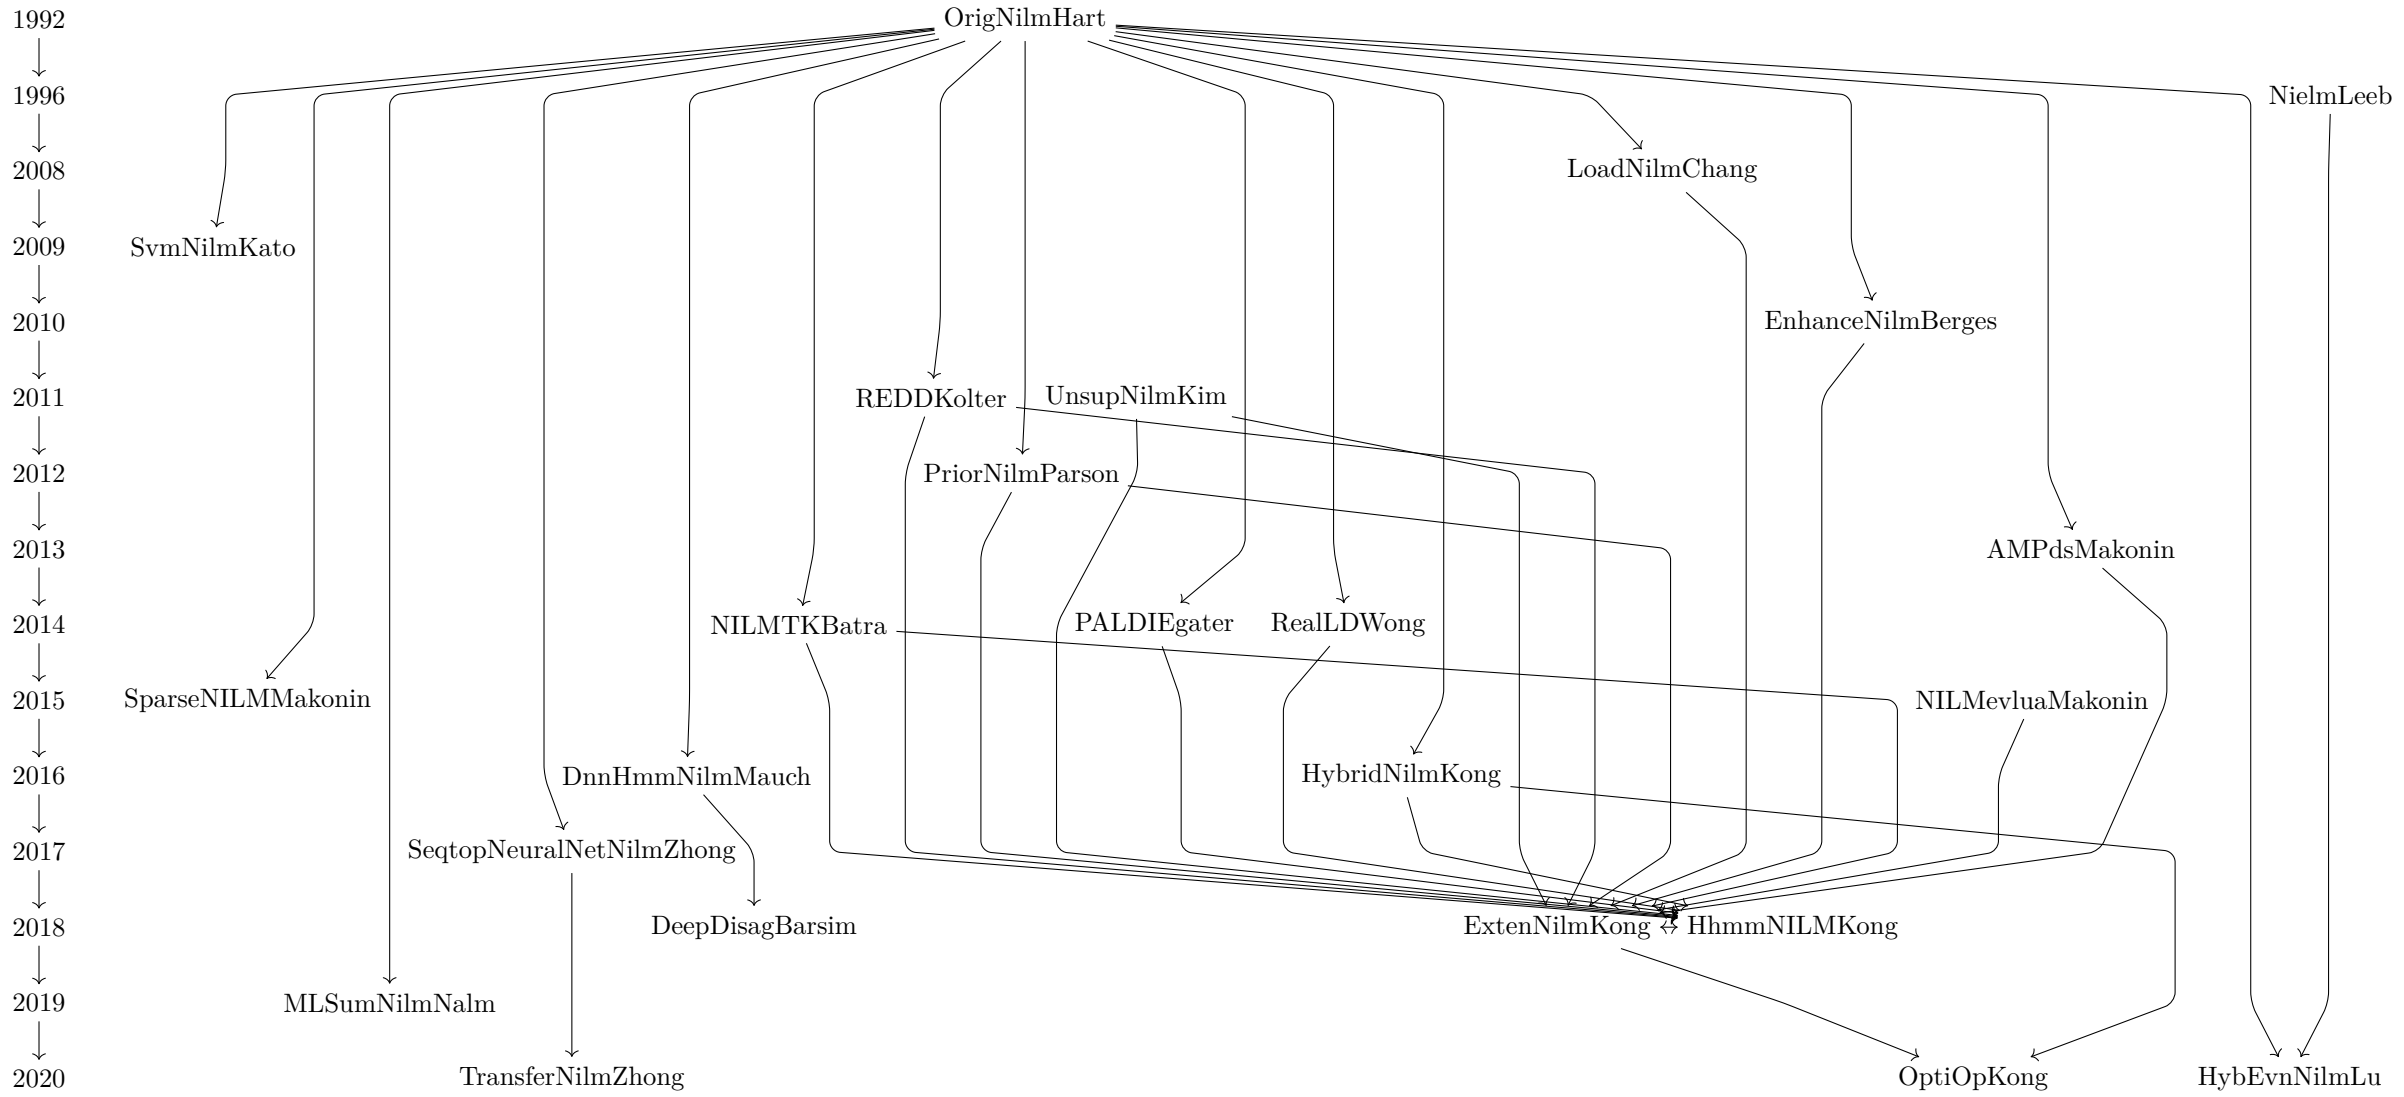 1992 OrigNilmHart
1996 NielmLeeb
2008 LoadNilmChang
2009 SvmNilmKato
2010 EnhanceNilmBerges
2011 REDDKolter UnsupNilmKim
2012 PriorNilmParson
2013 AMPdsMakonin
2014 NILMTKBatra PALDIEgater RealLDWong
2015 SparseNILMMakonin NILMevluaMakonin
2016 DnnHmmNilmMauch HybridNilmKong
2017 SeqtopNeuralNetNilmZhong
2018 DeepDisagBarsim ExtenNilmKong HhmmNILMKong
2019 MLSumNilmNalm
2020 TransferNilmZhong OptiOpKong HybEvnNilmLu